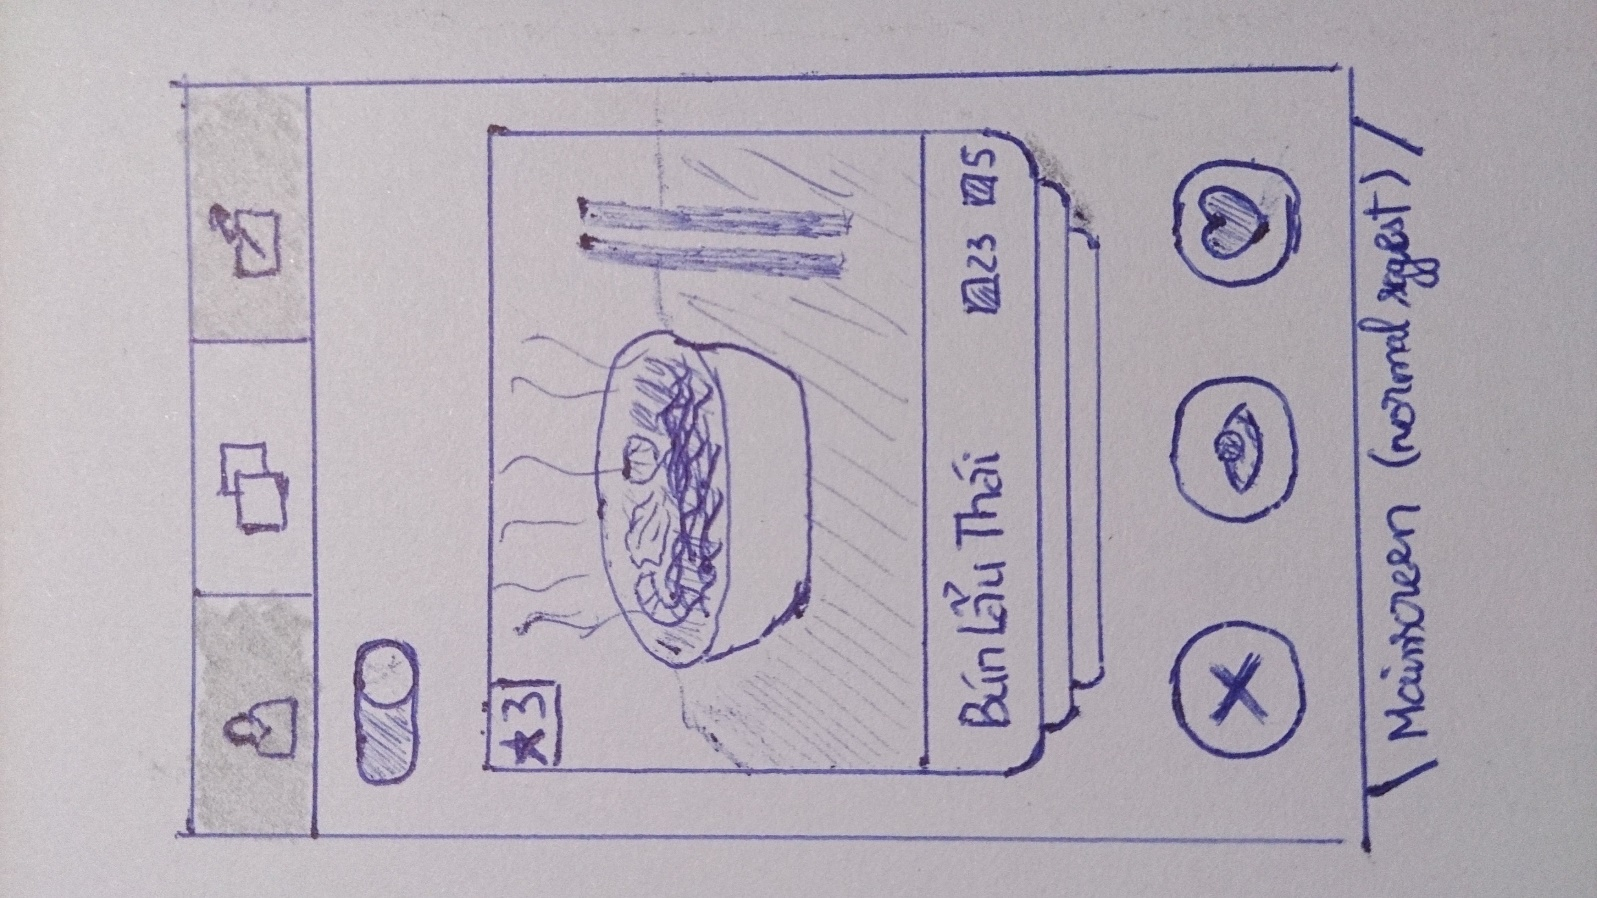 ★3
Bún Lẩu Thái 23 5
Mainscreen (normal suggest)